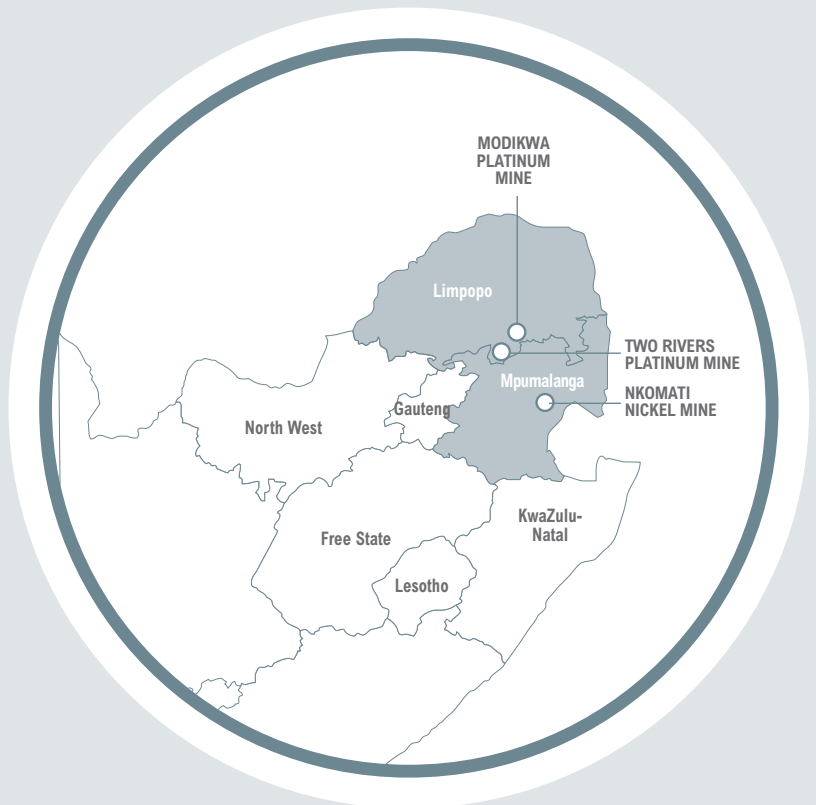 MODIKWA
PLATINUM
MINE
Limpopo
TWO RIVERS
PLATINUM MINE
Mpumalanga
NKOMATI
NICKEL MINE
Gauteng
North West
KwaZulu-
Natal
Free State
Lesotho